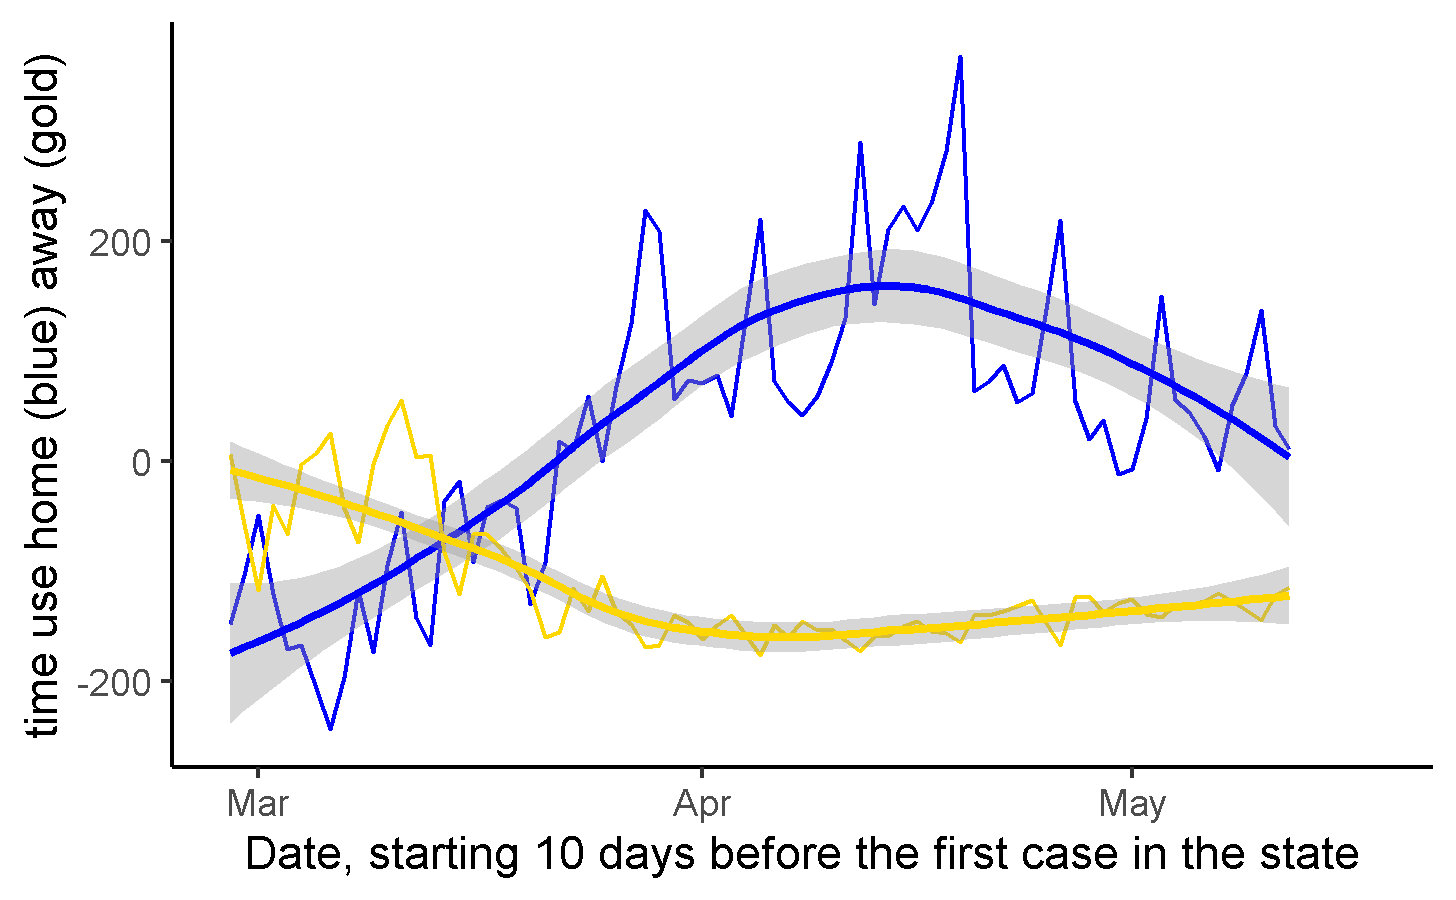 time use home (blue) away (gold)
200
0
-200
Mar
Apr
May
Date, starting 10 days before the first case in the state